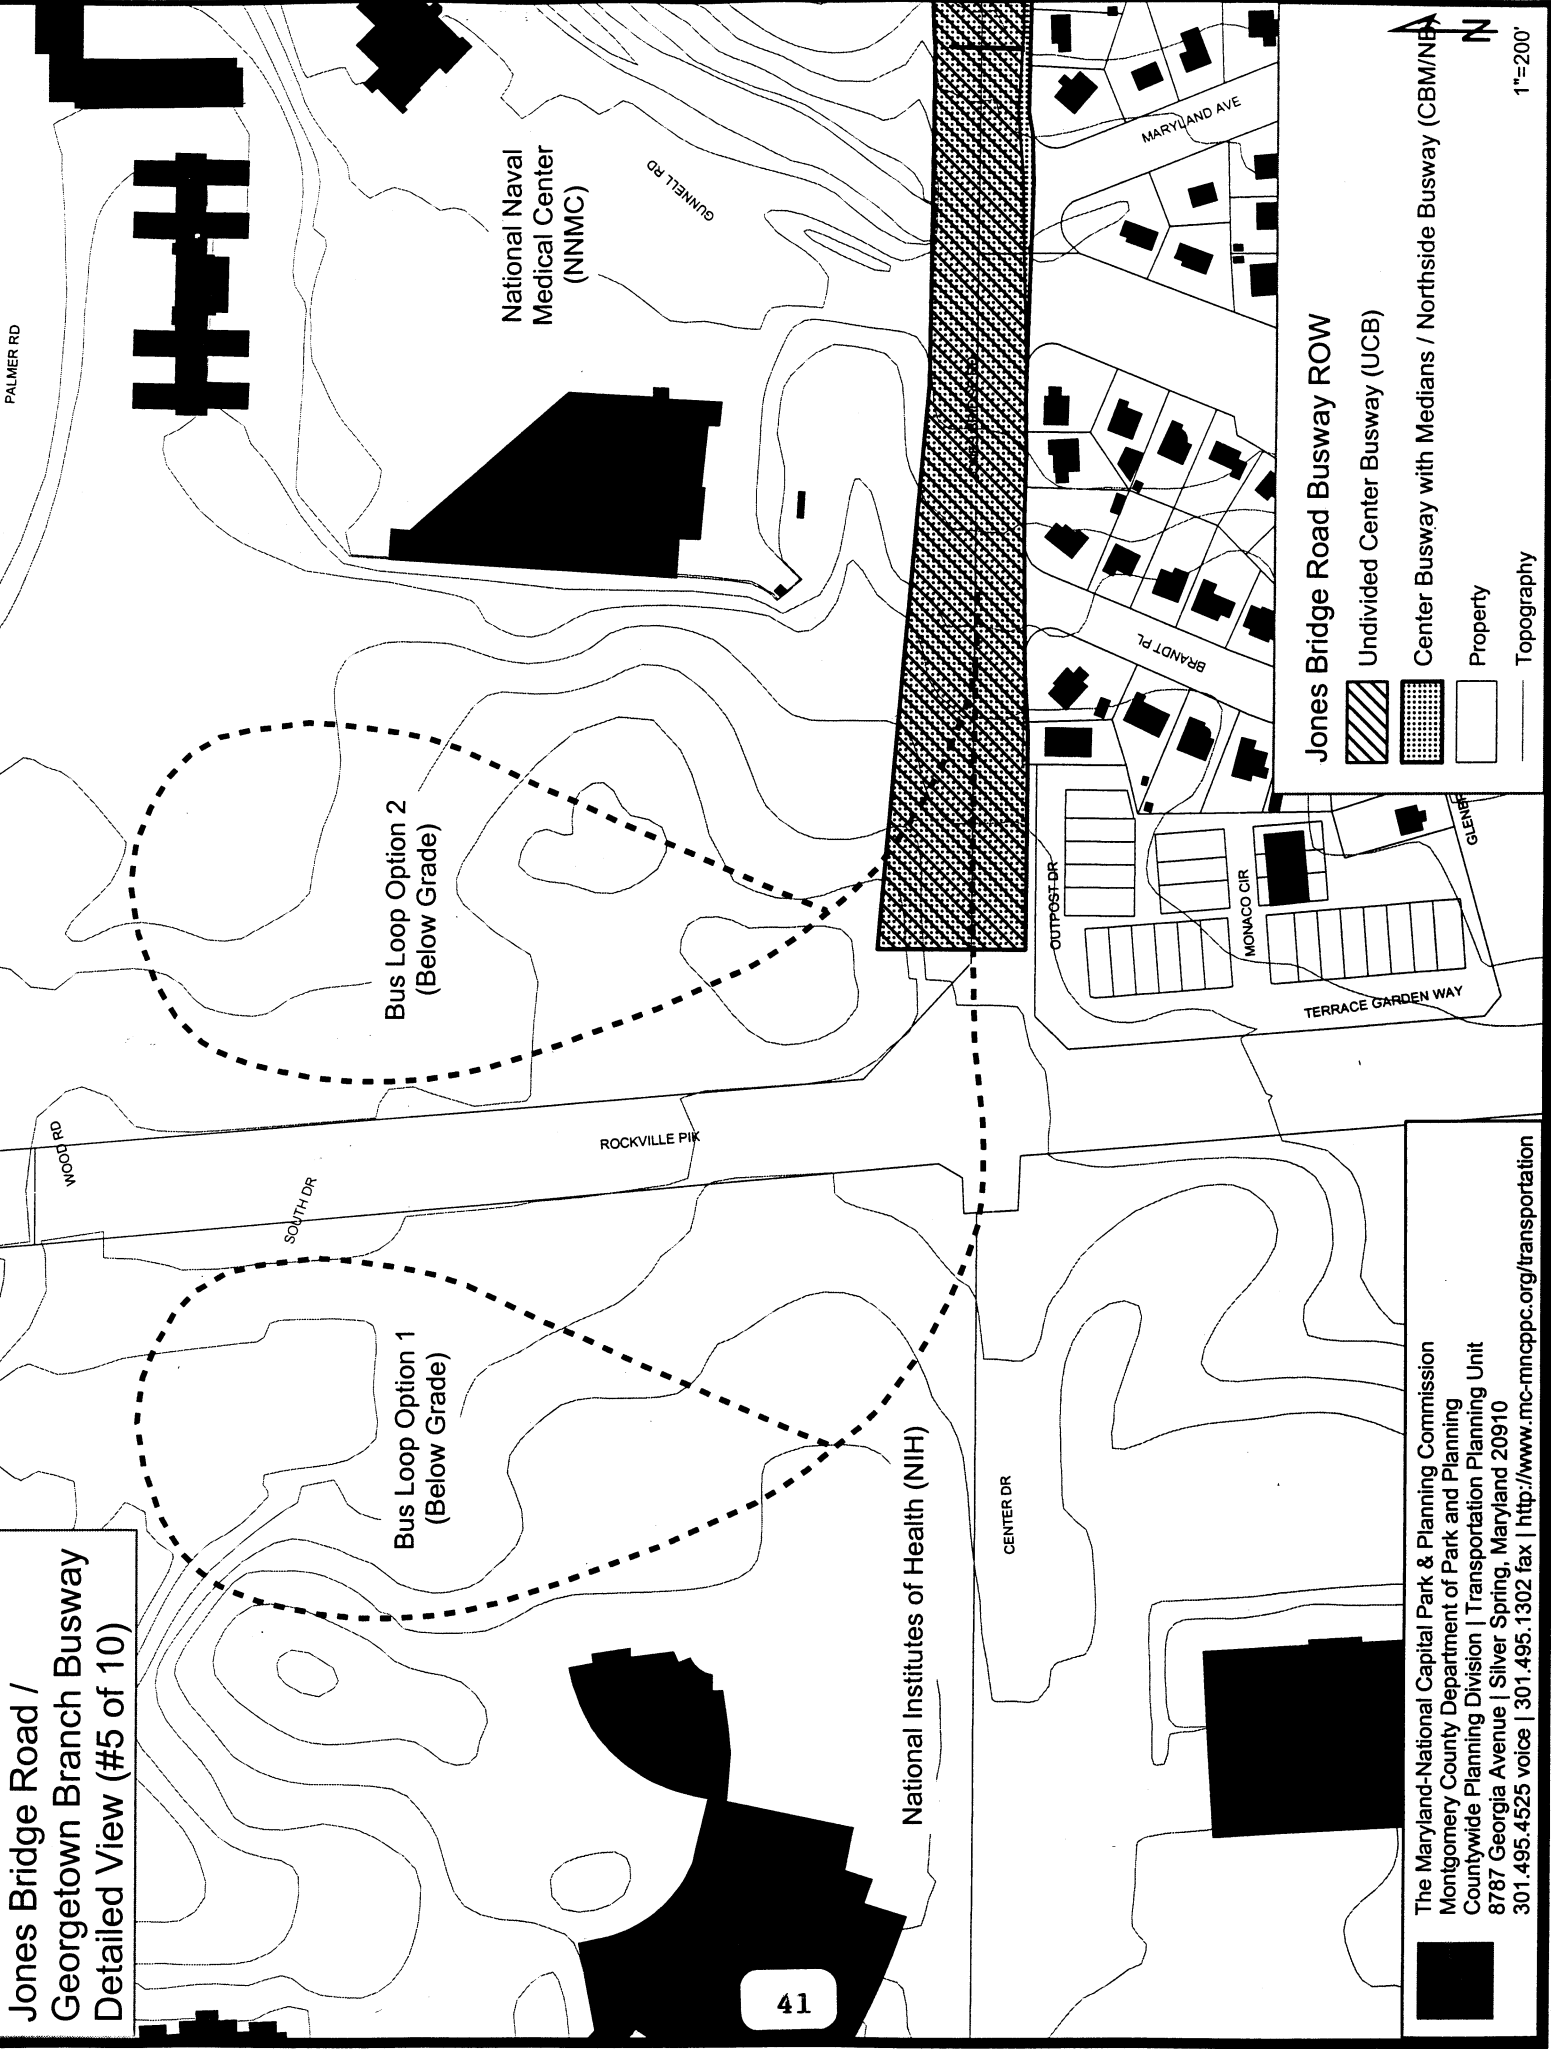 Jones Bridge Road /
Georgetown Branch Busway
Detailed View (#5 of 10)
PALMER RD
WOOD RD
SOUTH DR
Bus Loop Option 1
(Below Grade)
Bus Loop Option 2
(Below Grade)
National Naval
Medical Center
(NNMC)
GUNNELL RD
ROCKVILLE PIK
National Institutes of Health (NIH)
CENTER DR
OUTPOST DR
MONACO CIR
TERRACE GARDEN WAY
BRANDT PL
MARYLAND AVE
41
The Maryland-National Capital Park & Planning Commission
Montgomery County Department of Park and Planning
Countywide Planning Division | Transportation Planning Unit
8787 Georgia Avenue | Silver Spring, Maryland 20910
301.495.4525 voice | 301.495.1302 fax | http://www.mc-mncppc.org/transportation
Jones Bridge Road Busway ROW
Undivided Center Busway (UCB)
Center Busway with Medians / Northside Busway (CBM/NB)
Property
Topography
N
1"=200'